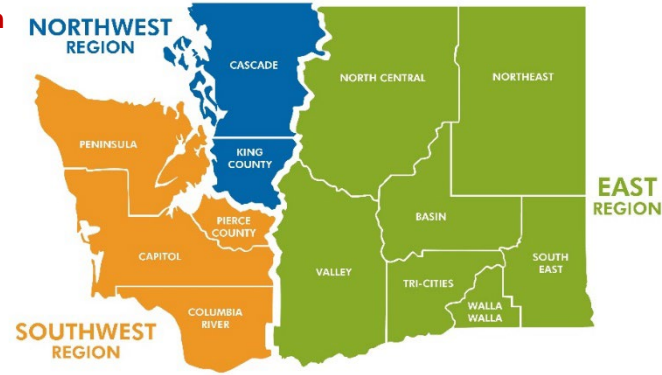 n
NORTHWEST
REGION
CASCADE
NORTH CENTRAL
NORTHEAST
PENINSULA
KING
COUNTY
EAST
REGION
PIERCE
COUNTY
BASIN
CAPITOL
VALLEY
SOUTH
EAST
TRI-CITIES
COLUMBIA
RIVER
WALLA
WALLA
SOUTHWEST
REGION